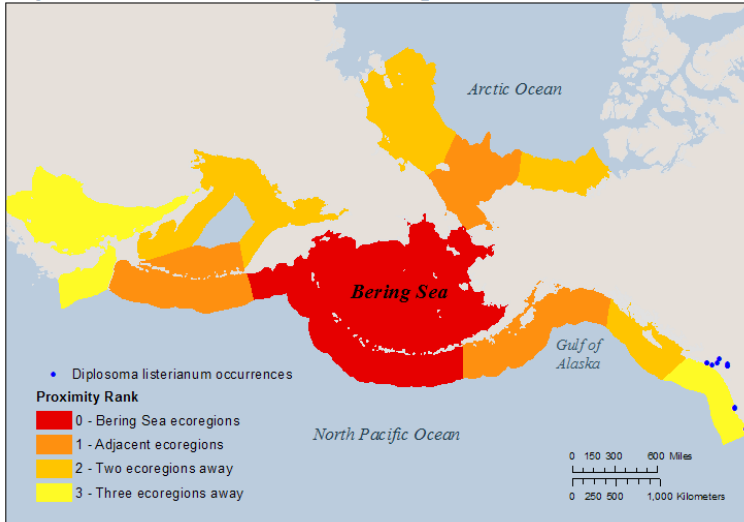 Arctic Ocean
Bering Sea
Gulf of
Alaska
North Pacific Ocean
Diplosoma listerianum occurrences
Proximity Rank
0 - Bering Sea ecoregions
1 - Adjacent ecoregions
2 - Two ecoregions away
3 - Three ecoregions away
0 150 300 600 Miles
0 250 500 1,000 Kilometers